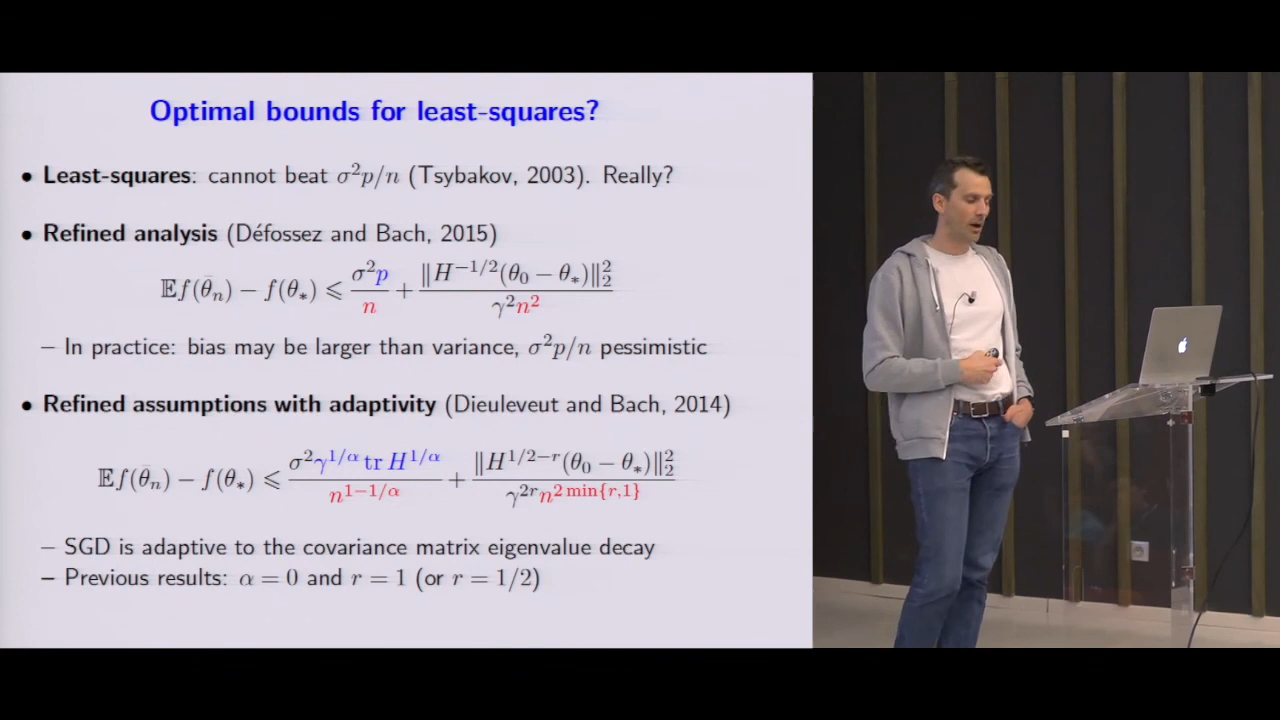 Optimal bounds for least-squares?
• Least-squares: cannot beat σ²p/n (Tsybakov, 2003). Really?
• Refined analysis (Défossez and Bach, 2015)
𝔼f(θ̄ₙ) − f(θ∗) ⩽ σ²p/n + ‖H^{−1/2}(θ₀ − θ∗)‖₂²/γ²n²
– In practice: bias may be larger than variance, σ²p/n pessimistic
• Refined assumptions with adaptivity (Dieuleveut and Bach, 2014)
𝔼f(θ̄ₙ) − f(θ∗) ⩽ σ²γ^{1/α} tr H^{1/α}/n^{1−1/α} + ‖H^{1/2−r}(θ₀ − θ∗)‖₂²/γ^{2r}n^{2 min{r,1}}
– SGD is adaptive to the covariance matrix eigenvalue decay
– Previous results: α = 0 and r = 1 (or r = 1/2)